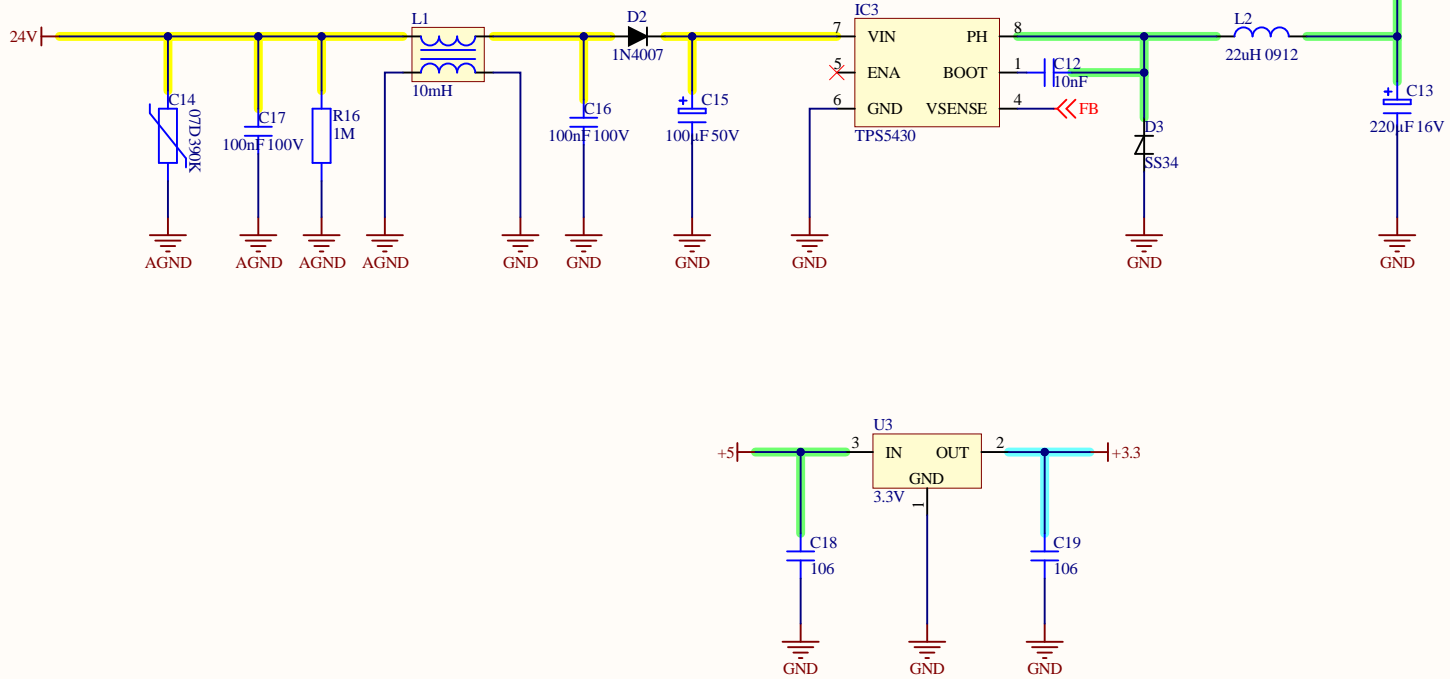 IC3
L1
D2
L2
24V
7
VIN
PH
8
1N4007
22uH 0912
5
ENA
BOOT
1
C12
10nF
10mH
C14
07D390K
C17
100nF 100V
R16
1M
C16
100nF 100V
C15
100µF 50V
6
GND
VSENSE
4
FB
TPS5430
C13
220µF 16V
D3
SS34
AGND
AGND
AGND
AGND
GND
GND
GND
GND
GND
GND
U3
+5
3
IN
OUT
2
+3.3
GND
3.3V
1
C18
106
C19
106
GND
GND
GND